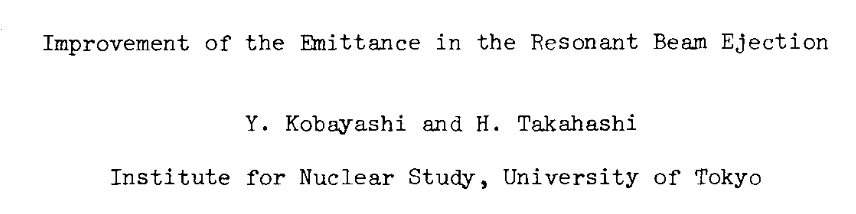 Improvement of the Emittance in the Resonant Beam Ejection
Y. Kobayashi and H. Takahashi
Institute for Nuclear Study, University of Tokyo